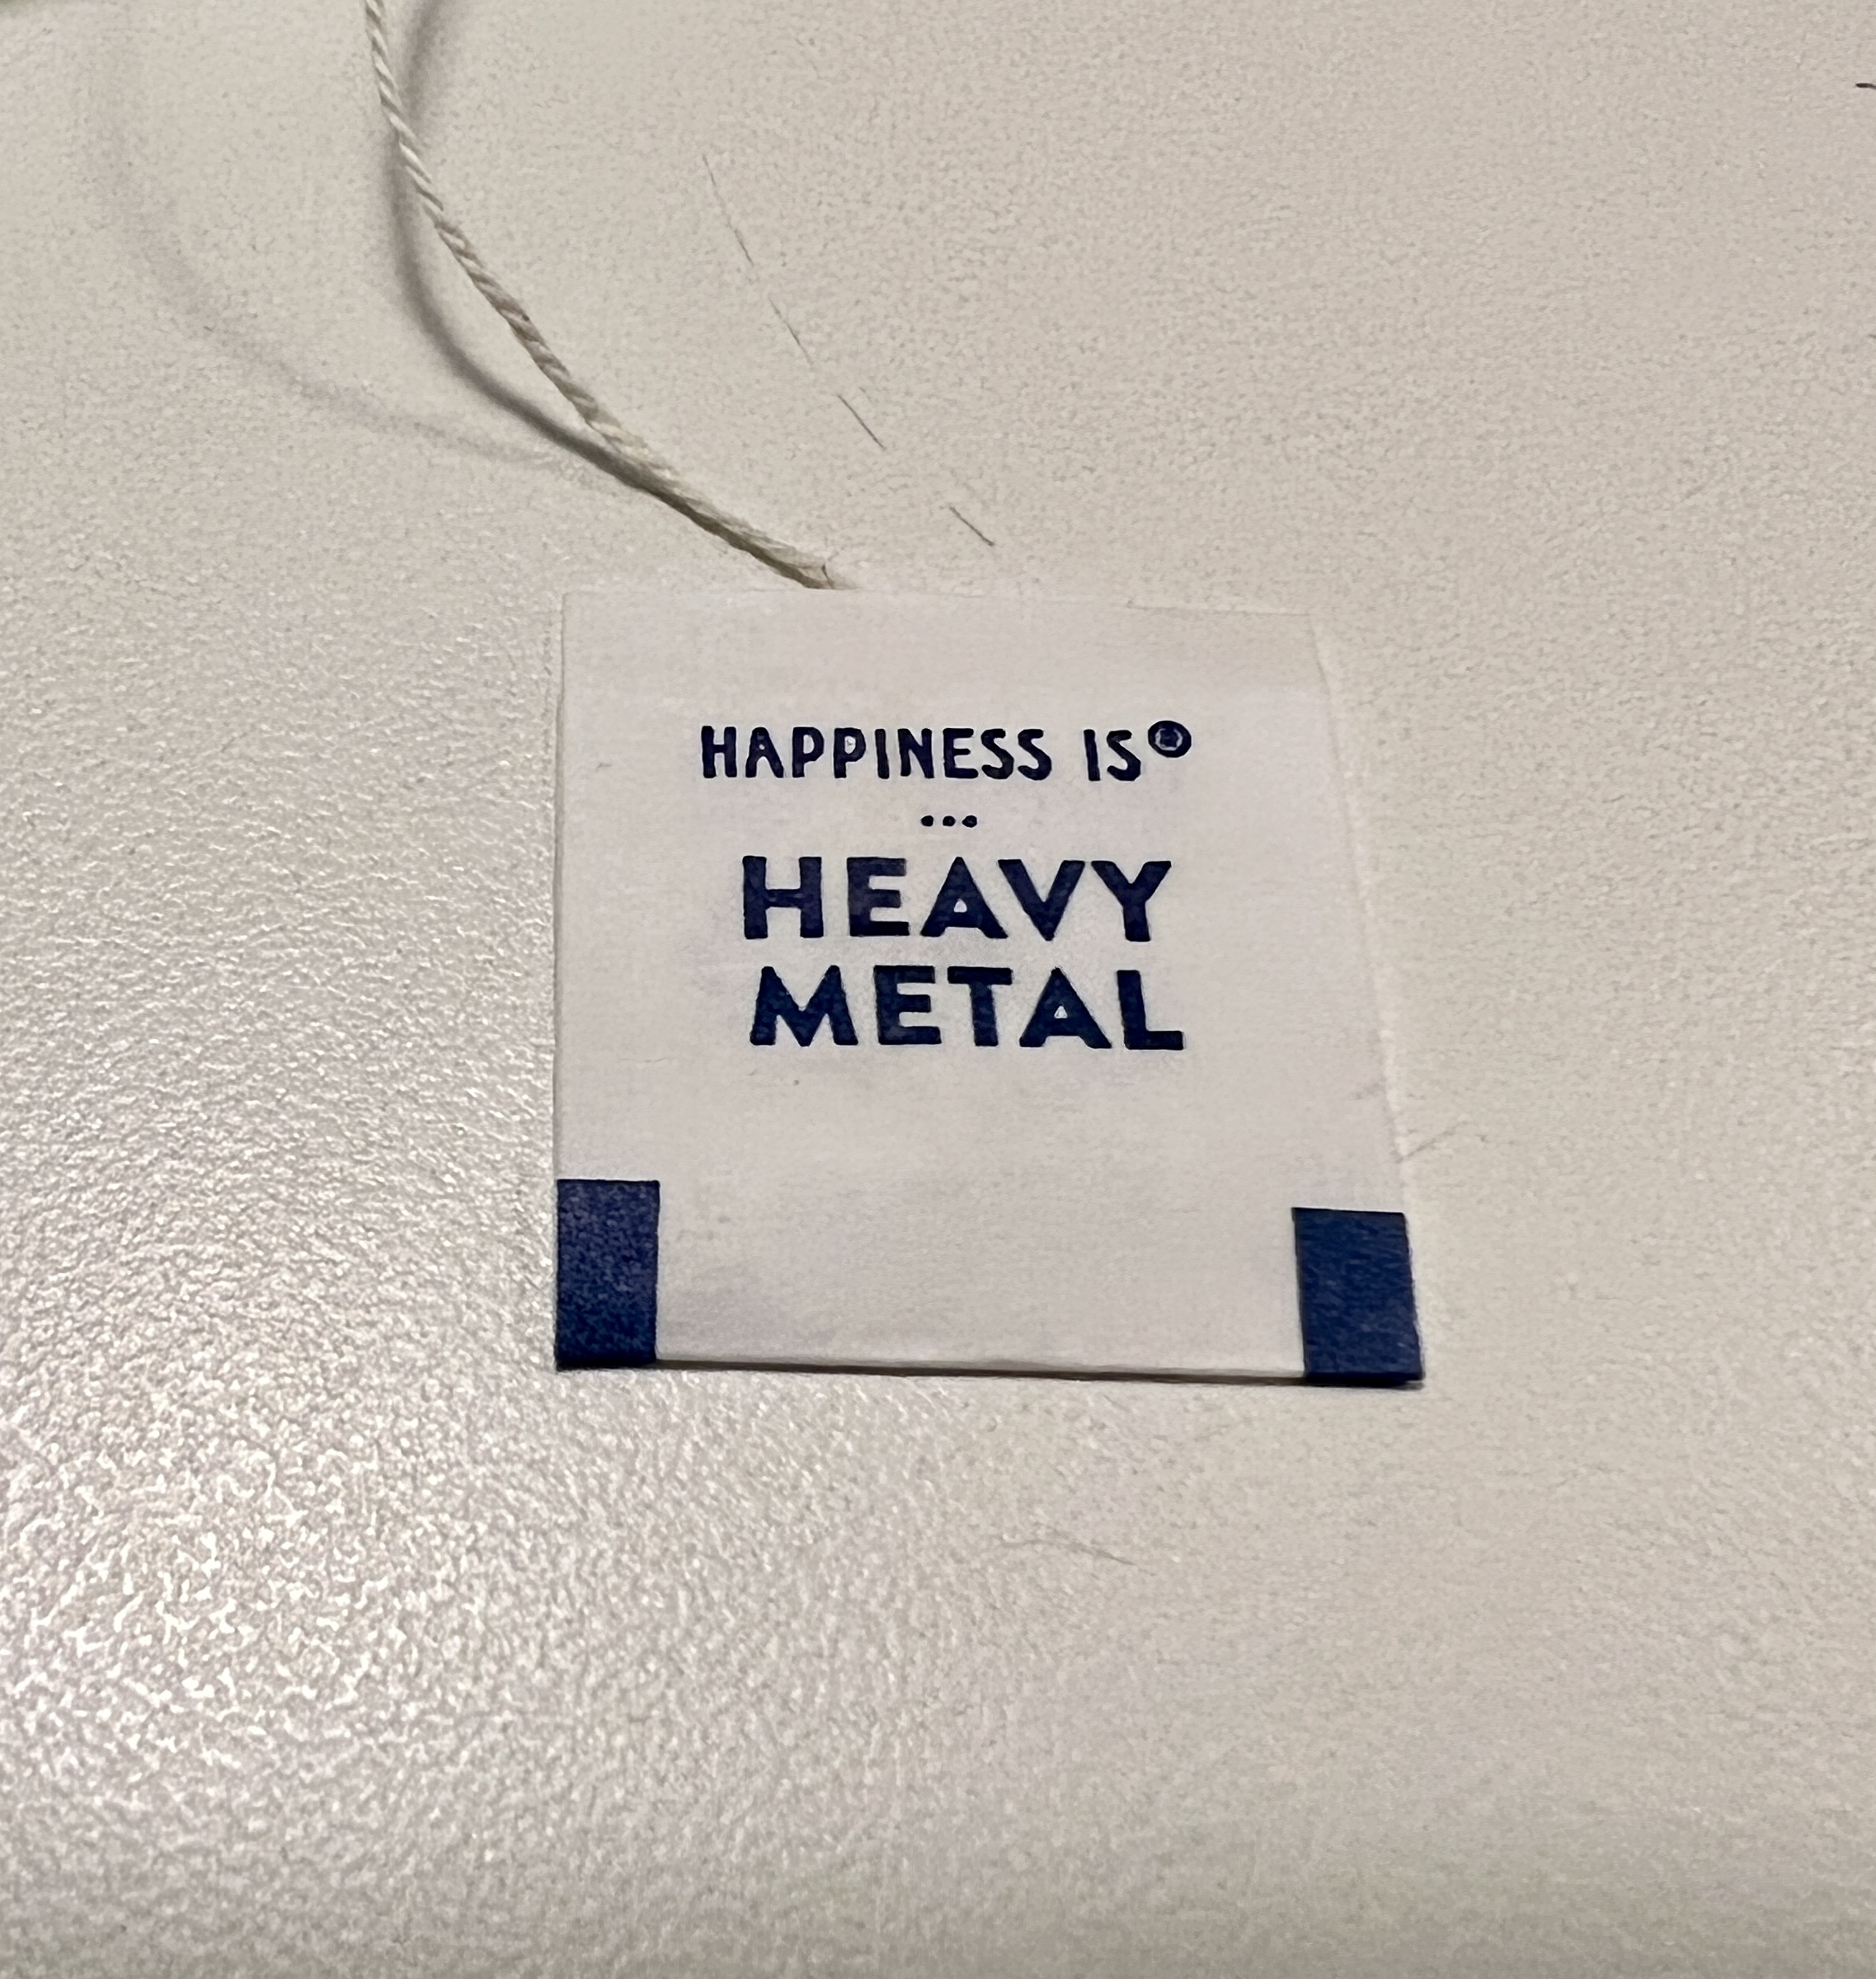 HAPPINESS IS®
...
HEAVY
METAL